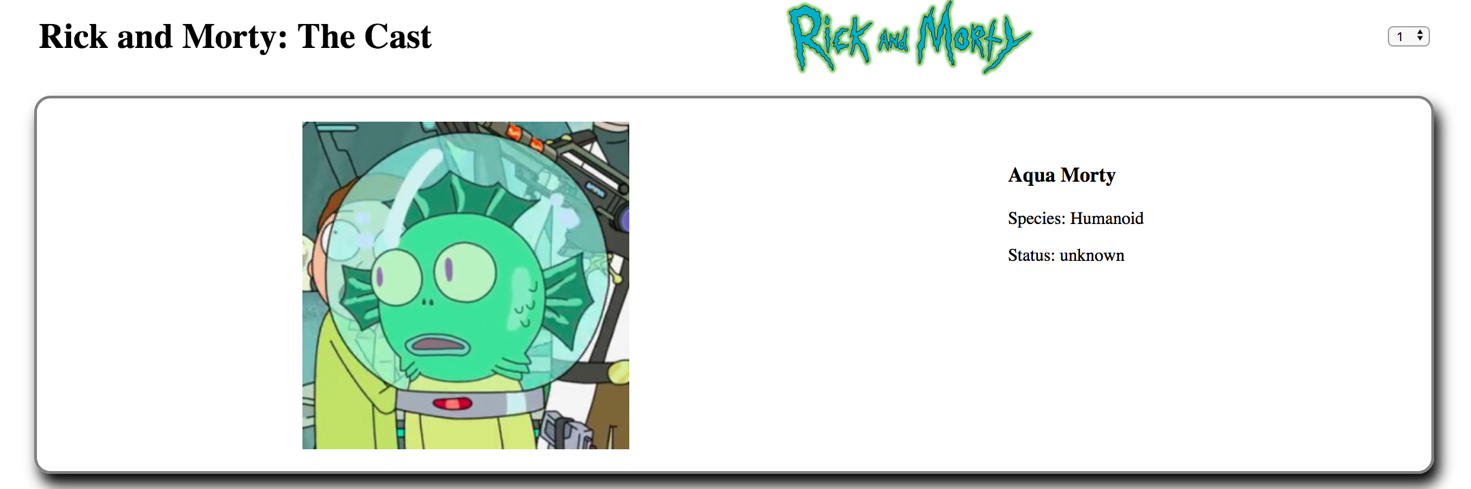 Rick and Morty: The Cast
Rick and Morty
1
Aqua Morty
Species: Humanoid
Status: unknown